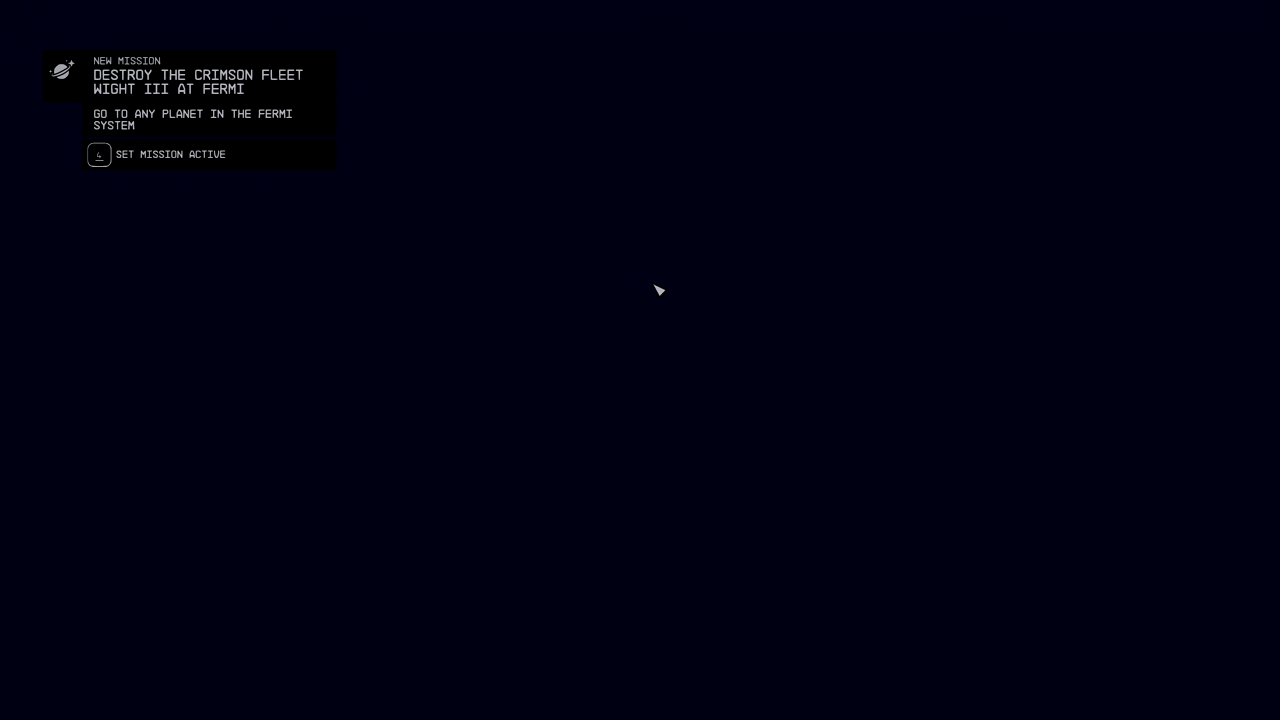 NEW MISSION
DESTROY THE CRIMSON FLEET
WIGHT III AT FERMI
GO TO ANY PLANET IN THE FERMI
SYSTEM
SET MISSION ACTIVE